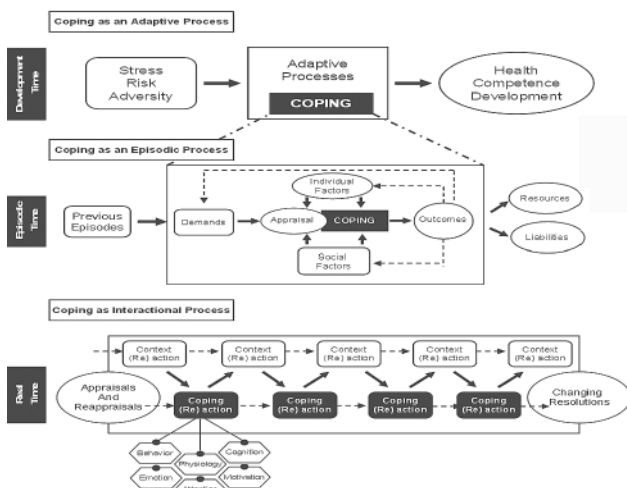 Coping as an Adaptive Process
Development
Time
Stress
Risk
Adversity
Adaptive
Processes
COPING
Health
Competence
Development
Coping as an Episodic Process
Episodic
Time
Previous
Episodes
Demands
Individual
Factors
Appraisal
COPING
Outcomes
Social
Factors
Resources
Liabilities
Coping as Interactional Process
Real
Time
Context
(Re) action
Context
(Re) action
Context
(Re) action
Context
(Re) action
Context
(Re) action
Appraisals
And
Reappraisals
Coping
(Re) action
Coping
(Re) action
Coping
(Re) action
Coping
(Re) action
Changing
Resolutions
Behavior
Physiology
Cognition
Emotion
Motivation